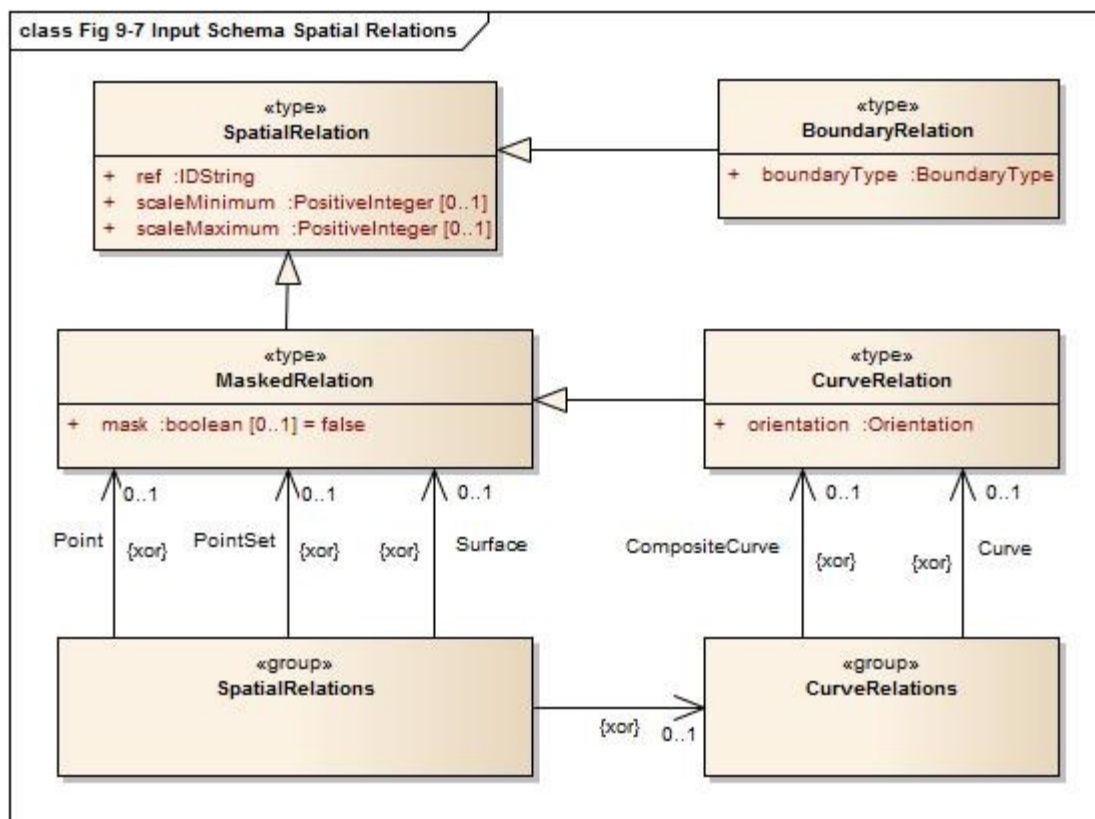 class Fig 9-7 Input Schema Spatial Relations
«type»
SpatialRelation
+ ref :IDString
+ scaleMinimum :PositiveInteger [0..1]
+ scaleMaximum :PositiveInteger [0..1]
«type»
BoundaryRelation
+ boundaryType :BoundaryType
«type»
MaskedRelation
+ mask :boolean [0..1] = false
«type»
CurveRelation
+ orientation :Orientation
0..1
0..1
0..1
0..1
0..1
Point
{xor}
PointSet
{xor}
{xor}
Surface
CompositeCurve
{xor}
{xor}
Curve
«group»
SpatialRelations
{xor}
0..1
«group»
CurveRelations